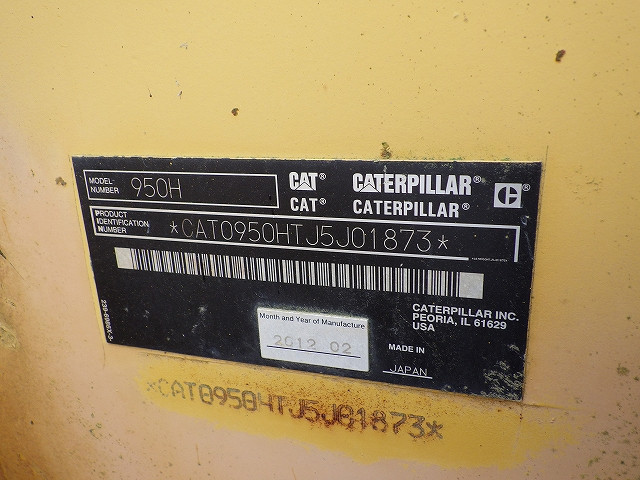 MODEL NUMBER 950H
CAT® CATERPILLAR®
CAT® CATERPILLAR®
PRODUCT IDENTIFICATION NUMBER
*CAT0950HTJ5J01873*
CATERPILLAR INC.
PEORIA, IL 61629
USA
Month and Year of Manufacture
2012 02
MADE IN
JAPAN
*CAT0950HTJ5J01873*